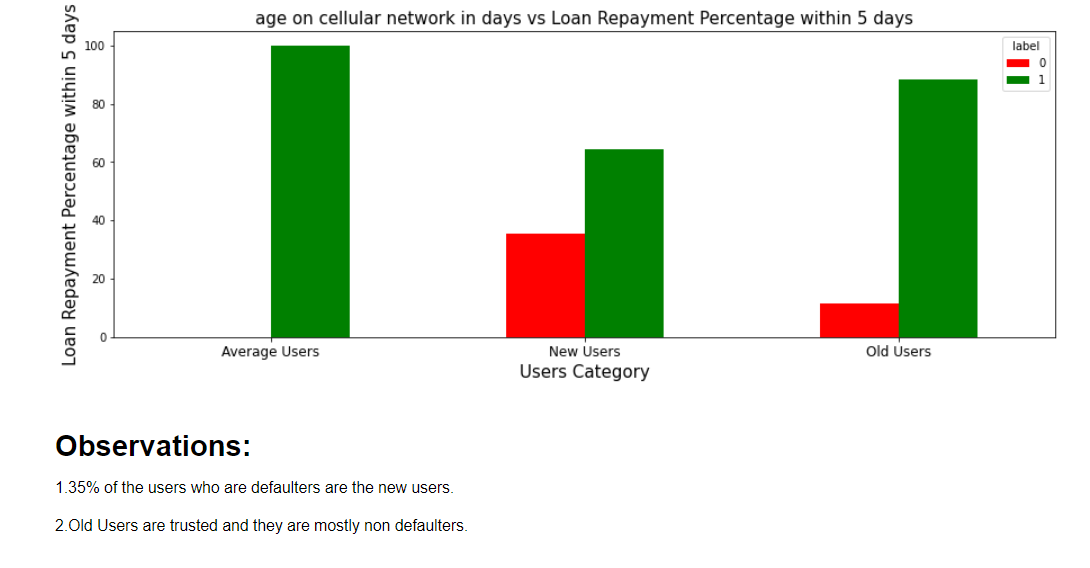 age on cellular network in days vs Loan Repayment Percentage within 5 days
Loan Repayment Percentage within 5 days
100
80
60
40
20
0
label
0
1
Average Users
New Users
Old Users
Users Category
Observations:
1.35% of the users who are defaulters are the new users.
2.Old Users are trusted and they are mostly non defaulters.